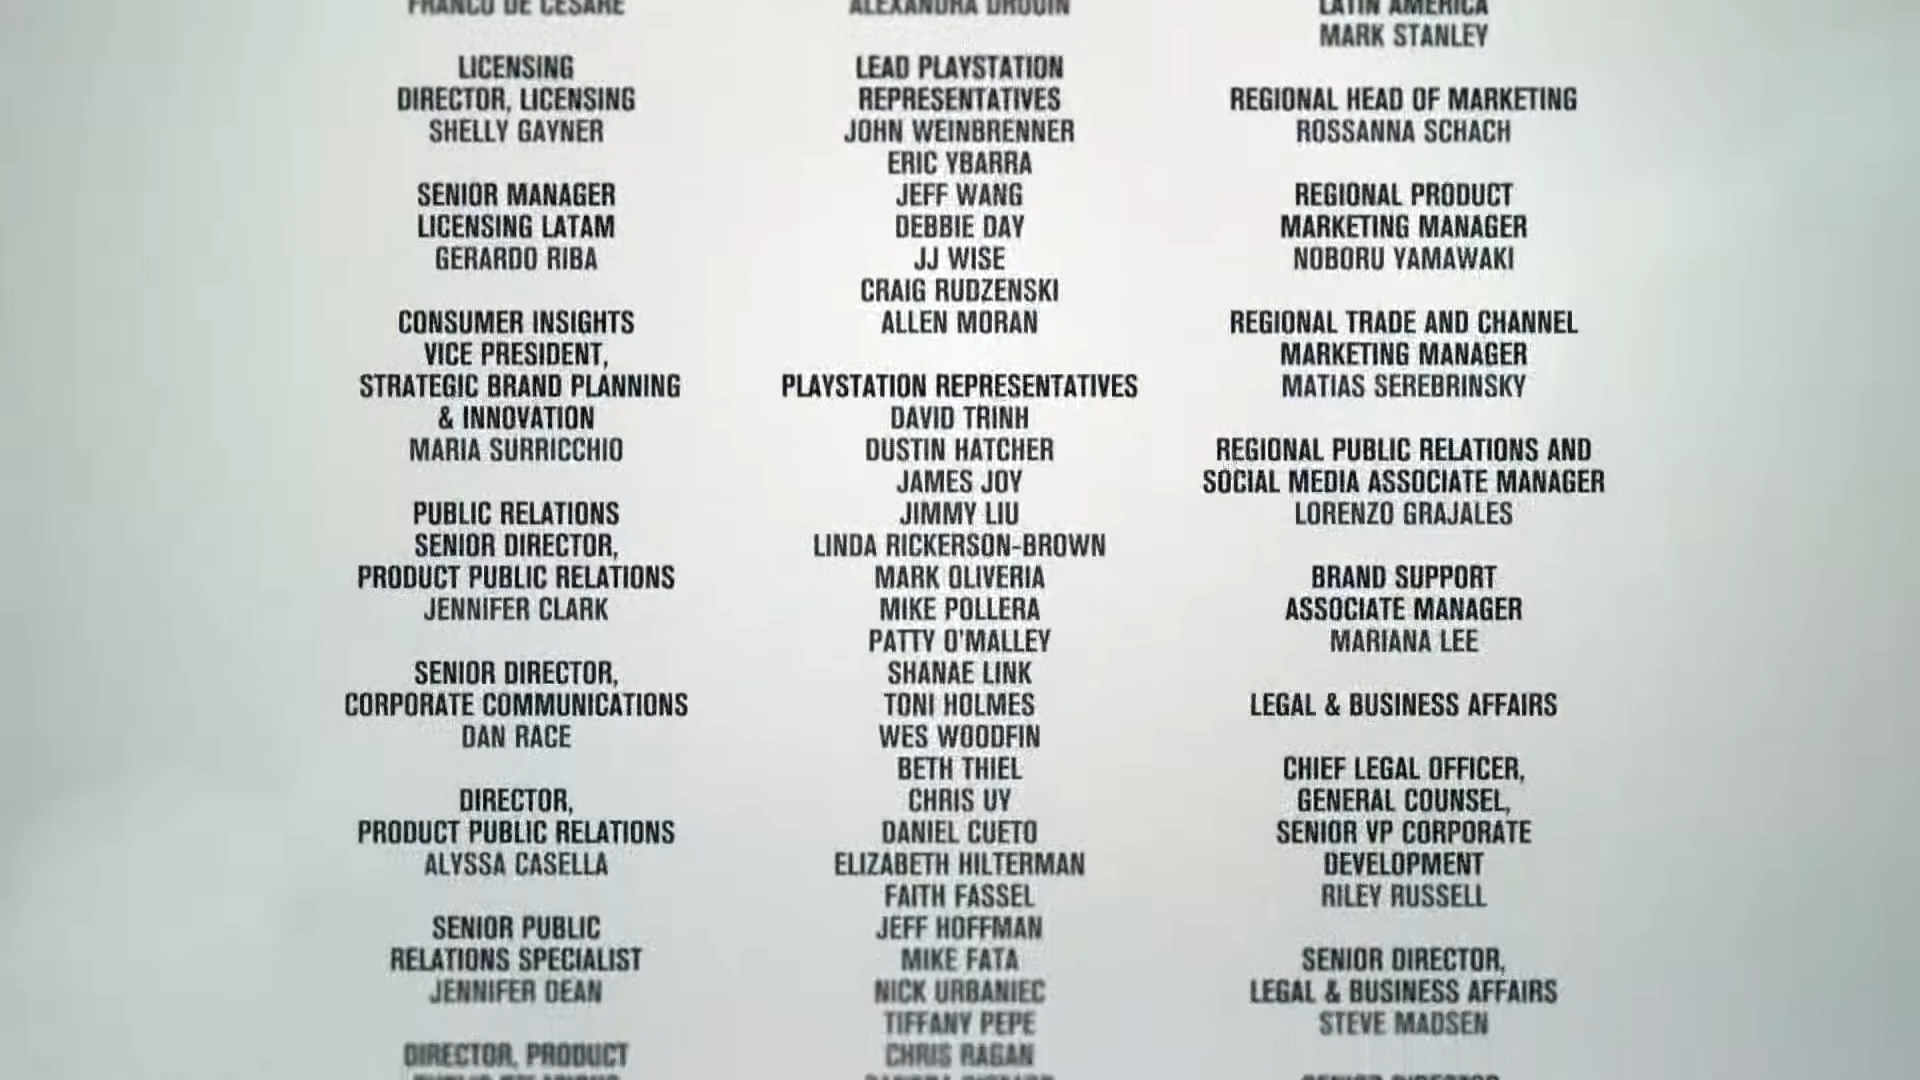 FRANCO DE CESARE
LICENSING
DIRECTOR, LICENSING
SHELLY GAYNER
SENIOR MANAGER
LICENSING LATAM
GERARDO RIBA
CONSUMER INSIGHTS
VICE PRESIDENT,
STRATEGIC BRAND PLANNING
& INNOVATION
MARIA SURRICCHIO
PUBLIC RELATIONS
SENIOR DIRECTOR,
PRODUCT PUBLIC RELATIONS
JENNIFER CLARK
SENIOR DIRECTOR,
CORPORATE COMMUNICATIONS
DAN RACE
DIRECTOR,
PRODUCT PUBLIC RELATIONS
ALYSSA CASELLA
SENIOR PUBLIC
RELATIONS SPECIALIST
JENNIFER DEAN
DIRECTOR, PRODUCT
ALEXANDRA DROUIN
LEAD PLAYSTATION
REPRESENTATIVES
JOHN WEINBRENNER
ERIC YBARRA
JEFF WANG
DEBBIE DAY
JJ WISE
CRAIG RUDZENSKI
ALLEN MORAN
PLAYSTATION REPRESENTATIVES
DAVID TRINH
DUSTIN HATCHER
JAMES JOY
JIMMY LIU
LINDA RICKERSON-BROWN
MARK OLIVERIA
MIKE POLLERA
PATTY O'MALLEY
SHANAE LINK
TONI HOLMES
WES WOODFIN
BETH THIEL
CHRIS UY
DANIEL CUETO
ELIZABETH HILTERMAN
FAITH FASSEL
JEFF HOFFMAN
MIKE FATA
NICK URBANIEC
TIFFANY PEPE
CHRIS RAGAN
LATIN AMERICA
MARK STANLEY
REGIONAL HEAD OF MARKETING
ROSSANNA SCHACH
REGIONAL PRODUCT
MARKETING MANAGER
NOBORU YAMAWAKI
REGIONAL TRADE AND CHANNEL
MARKETING MANAGER
MATIAS SEREBRINSKY
REGIONAL PUBLIC RELATIONS AND
SOCIAL MEDIA ASSOCIATE MANAGER
LORENZO GRAJALES
BRAND SUPPORT
ASSOCIATE MANAGER
MARIANA LEE
LEGAL & BUSINESS AFFAIRS
CHIEF LEGAL OFFICER,
GENERAL COUNSEL,
SENIOR VP CORPORATE
DEVELOPMENT
RILEY RUSSELL
SENIOR DIRECTOR,
LEGAL & BUSINESS AFFAIRS
STEVE MADSEN